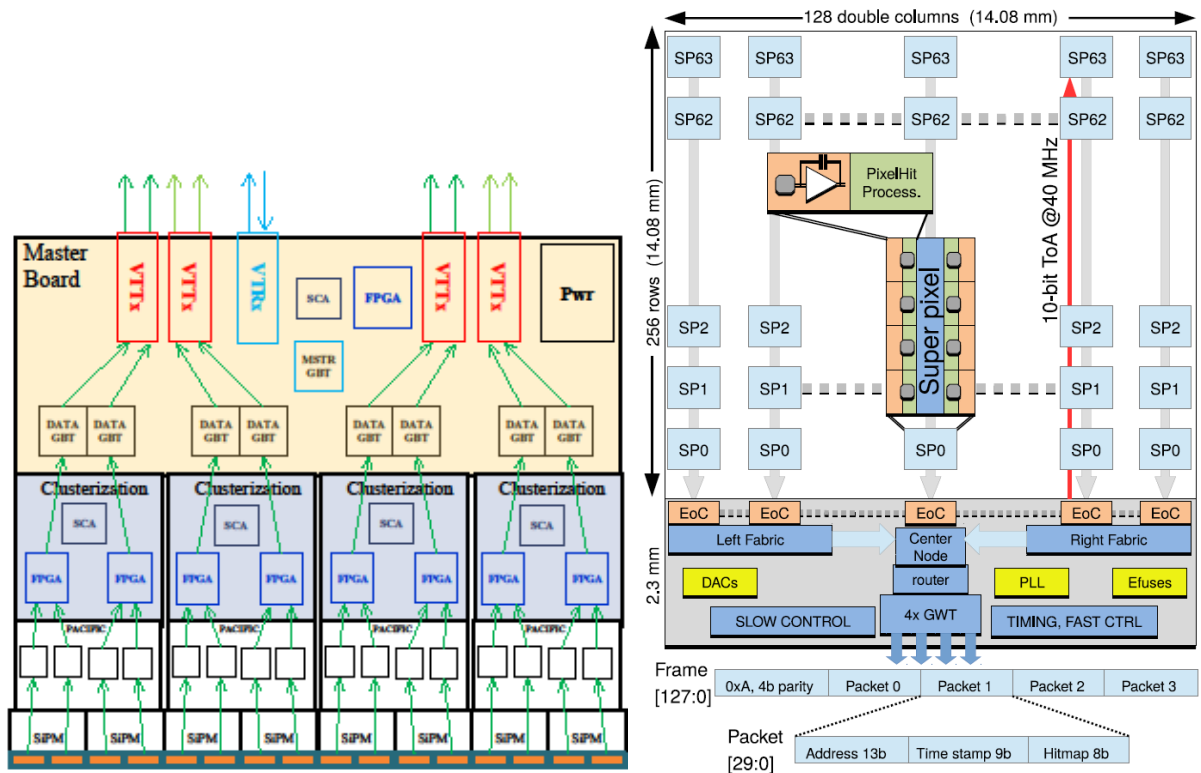 Master
Board
VTTx
VTTx
VTRx
SCA
FPGA
VTTx
VTTx
Pwr
MSTR
GBT
DATA
GBT
DATA
GBT
DATA
GBT
DATA
GBT
DATA
GBT
DATA
GBT
DATA
GBT
DATA
GBT
Clusterization
Clusterization
Clusterization
Clusterization
SCA
SCA
SCA
SCA
FPGA
FPGA
FPGA
FPGA
FPGA
FPGA
FPGA
FPGA
PACIFIC
PACIFIC
PACIFIC
PACIFIC
SiPM
SiPM
SiPM
SiPM
SiPM
SiPM
SiPM
SiPM
128 double columns (14.08 mm)
256 rows (14.08 mm)
2.3 mm
SP63
SP63
SP63
SP63
SP63
SP62
SP62
SP62
SP62
SP62
10-bit ToA @40 MHz
PixelHit
Process.
Super pixel
SP2
SP2
SP2
SP2
SP1
SP1
SP1
SP1
SP0
SP0
SP0
SP0
SP0
EoC
EoC
EoC
EoC
EoC
Left Fabric
Center
Node
Right Fabric
DACs
router
PLL
Efuses
SLOW CONTROL
4x GWT
TIMING, FAST CTRL
Frame
[127:0]
0xA, 4b parity
Packet 0
Packet 1
Packet 2
Packet 3
Packet
[29:0]
Address 13b
Time stamp 9b
Hitmap 8b